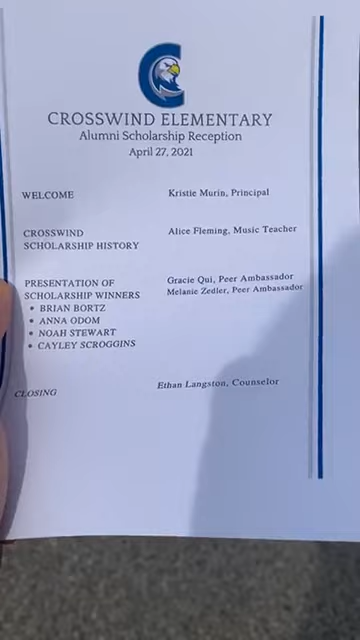 CROSSWIND ELEMENTARY
Alumni Scholarship Reception
April 27, 2021
WELCOME Kristie Murin, Principal
CROSSWIND Alice Fleming, Music Teacher
SCHOLARSHIP HISTORY
PRESENTATION OF Gracie Qui, Peer Ambassador
SCHOLARSHIP WINNERS Melanie Zedler, Peer Ambassador
• BRIAN BORTZ
• ANNA ODOM
• NOAH STEWART
• CAYLEY SCROGGINS
CLOSING Ethan Langston, Counselor